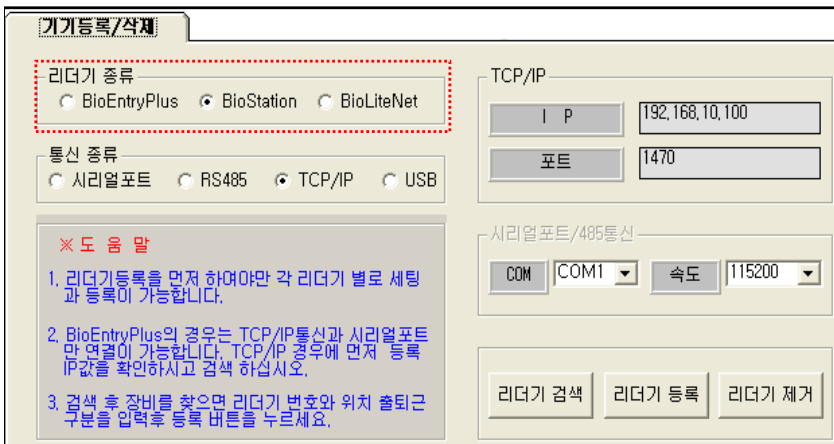 기기등록/삭제
리더기 종류
BioEntryPlus BioStation BioLiteNet
통신 종류
시리얼포트 RS485 TCP/IP USB
※ 도 움 말
1. 리더기등록을 먼저 하여야만 각 리더기 별로 세팅
과 등록이 가능합니다.
2. BioEntryPlus의 경우는 TCP/IP통신과 시리얼포트
만 연결이 가능합니다. TCP/IP 경우에 먼저 등록
IP값을 확인하시고 검색 하십시오.
3. 검색 후 장비를 찾으면 리더기 번호와 위치 출퇴근
구분을 입력후 등록 버튼을 누르세요.
TCP/IP
I P 192.168.10.100
포트 1470
시리얼포트/485통신
COM COM1 속도 115200
리더기 검색 리더기 등록 리더기 제거